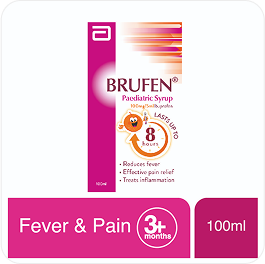 BRUFEN®
Paediatric Syrup
100mg/5ml Ibuprofen
LASTS UP TO
8
hours
• Reduces fever
• Effective pain relief
• Treats inflammation
100ml
Fever & Pain
3+
months
100ml